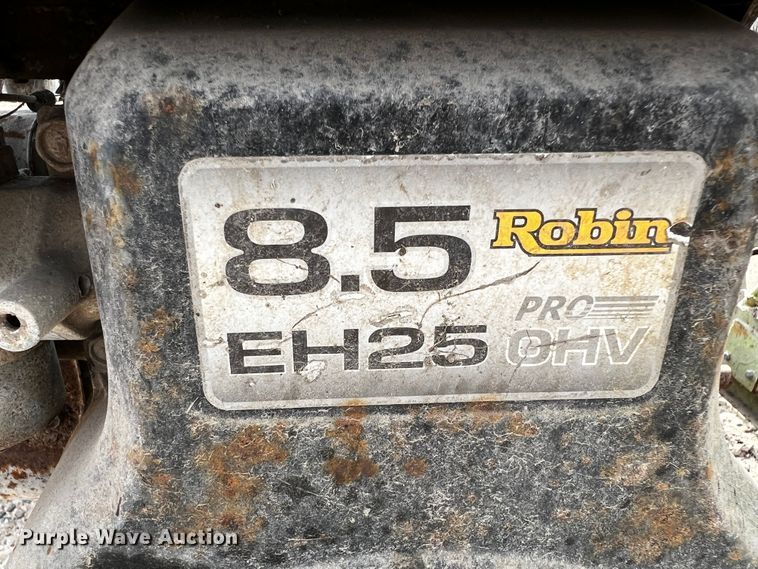 8.5 Robin
PRO
EH25 OHV
Purple Wave Auction®